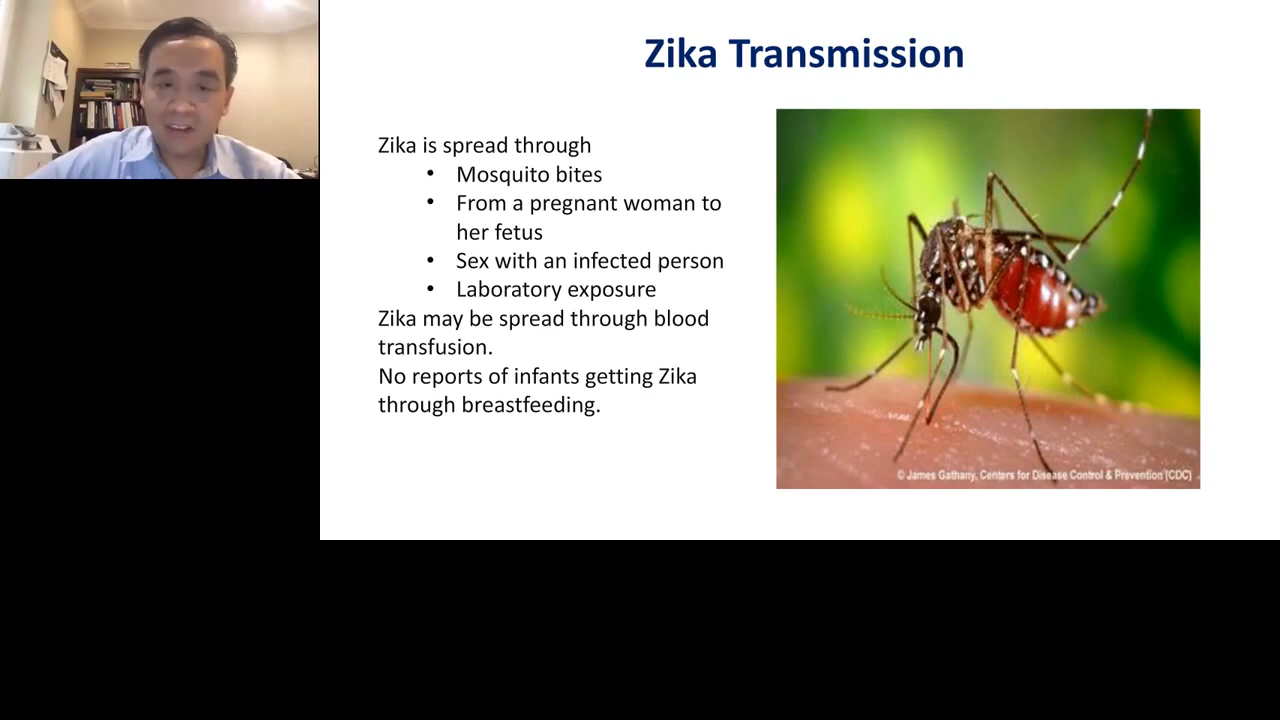 Zika Transmission
Zika is spread through
• Mosquito bites
• From a pregnant woman to
her fetus
• Sex with an infected person
• Laboratory exposure
Zika may be spread through blood
transfusion.
No reports of infants getting Zika
through breastfeeding.
© James Gathany, Centers for Disease Control & Prevention (CDC)